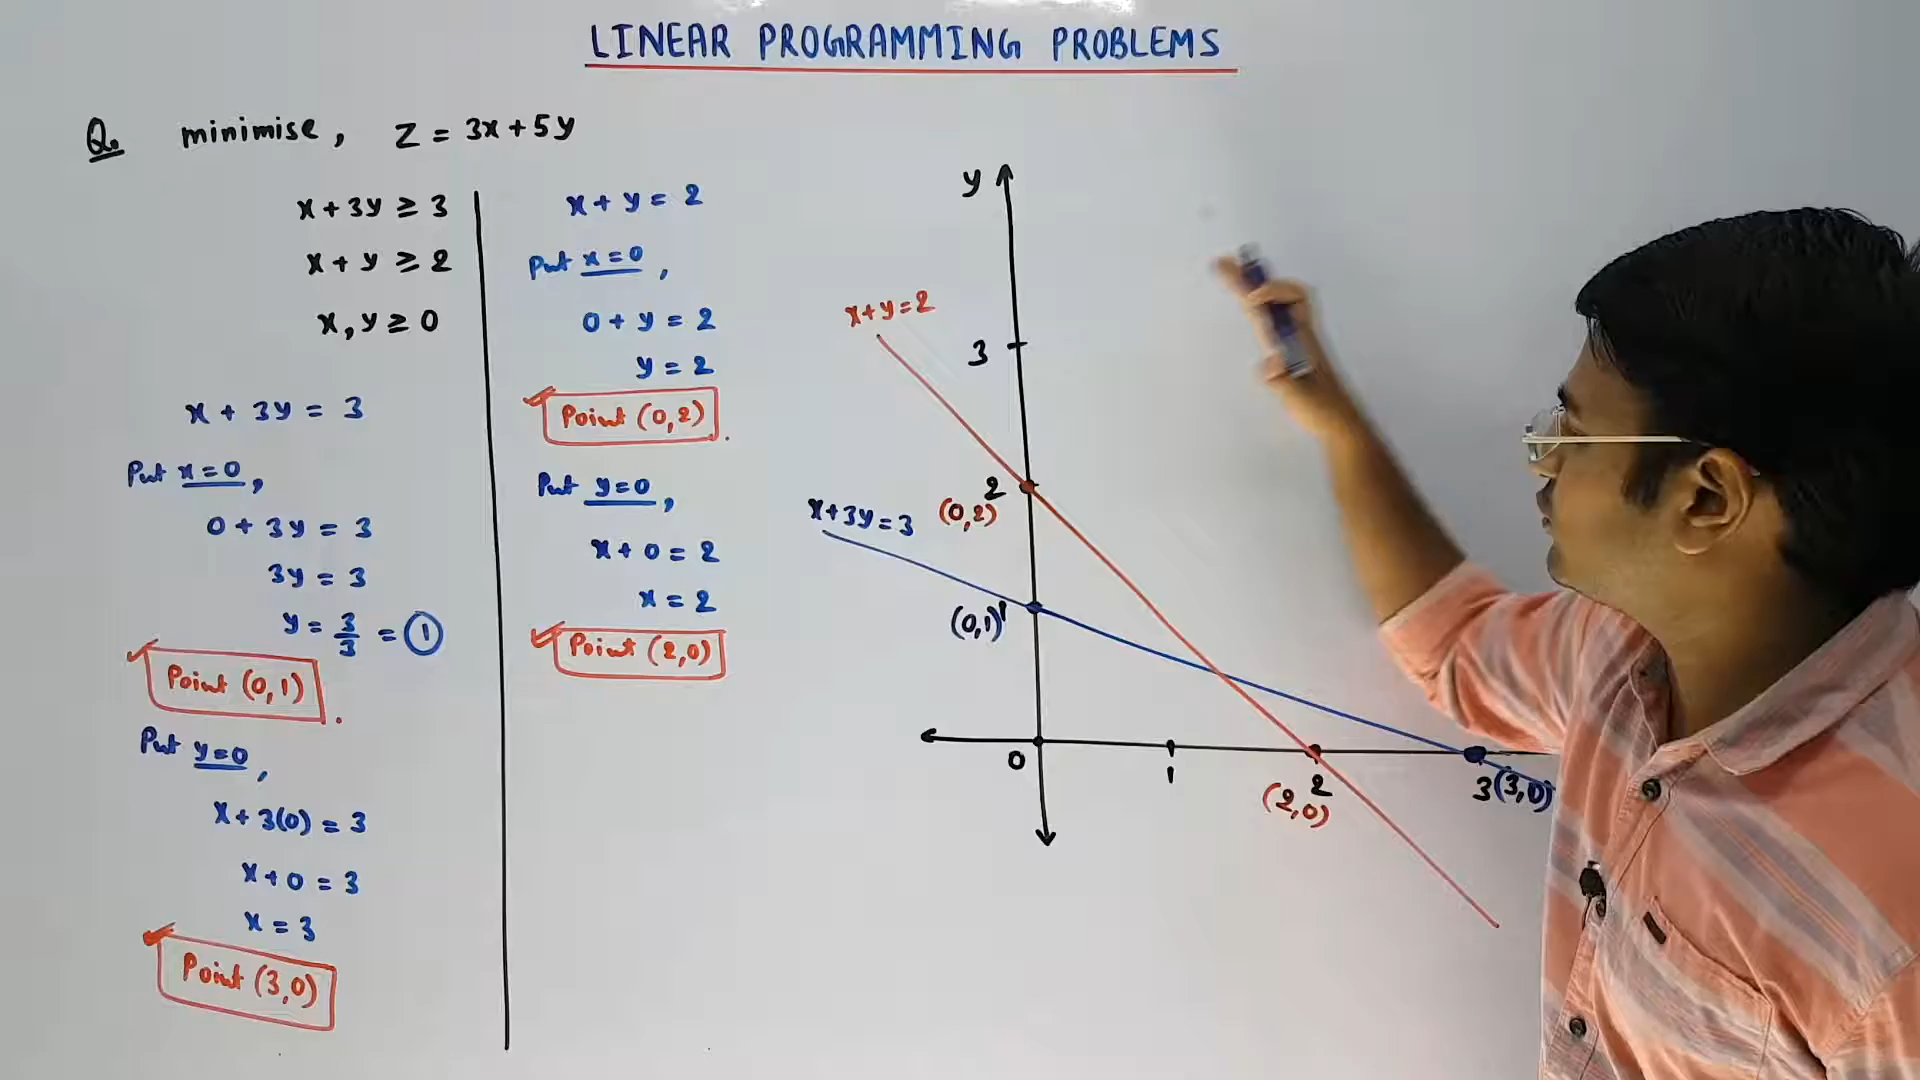 LINEAR PROGRAMMING PROBLEMS
Q. minimise, Z = 3x+5y
x + 3y ≥ 3
x + y ≥ 2
x, y ≥ 0
x + 3y = 3
Put x=0,
0 + 3y = 3
3y = 3
y = 3/3 = 1
Point (0,1).
Put y=0,
x + 3(0) = 3
x + 0 = 3
x = 3
Point (3,0)
x + y = 2
Put x=0,
0 + y = 2
y = 2
Point (0,2).
Put y=0,
x + 0 = 2
x = 2
Point (2,0)
y
x+y=2
3
2
(0,2)
x+3y=3
(0,1) 1
0
1
2
(2,0)
3 (3,0)